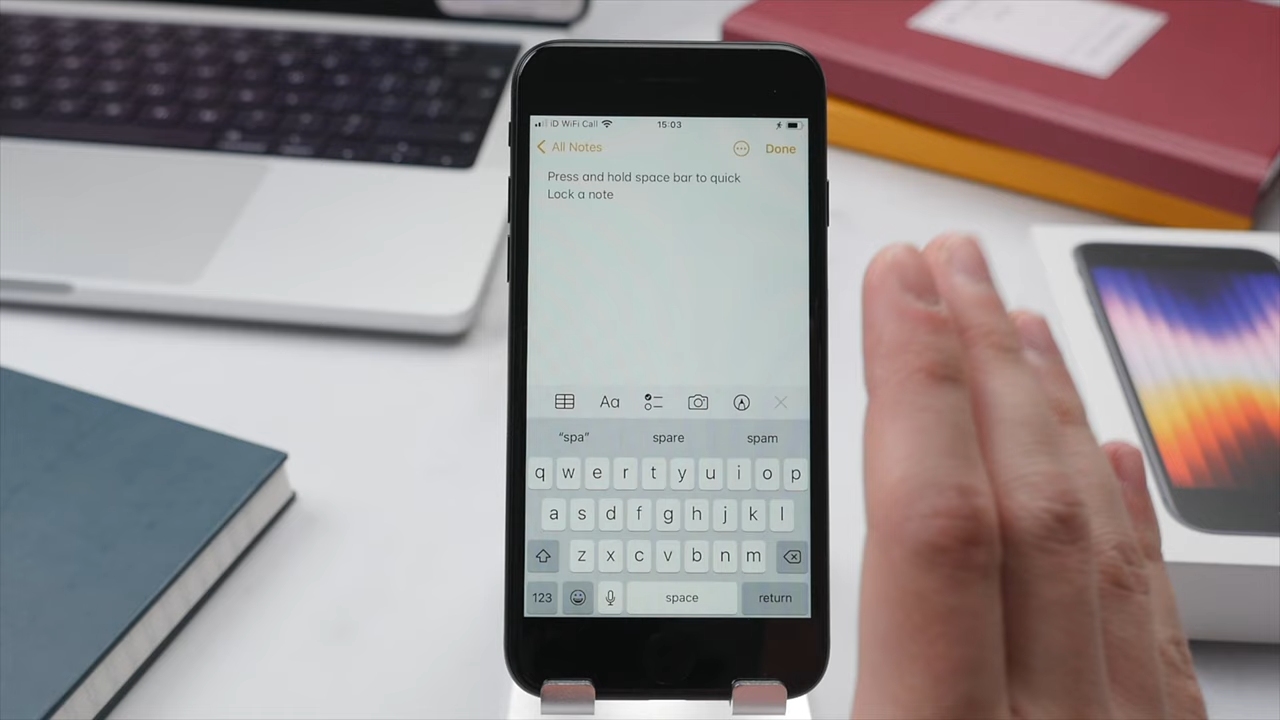 iD WiFi Call
15:03
All Notes
Done
Press and hold space bar to quick
Lock a note
Aa
“spa” spare spam
q w e r t y u i o p
a s d f g h j k l
z x c v b n m
123 space return